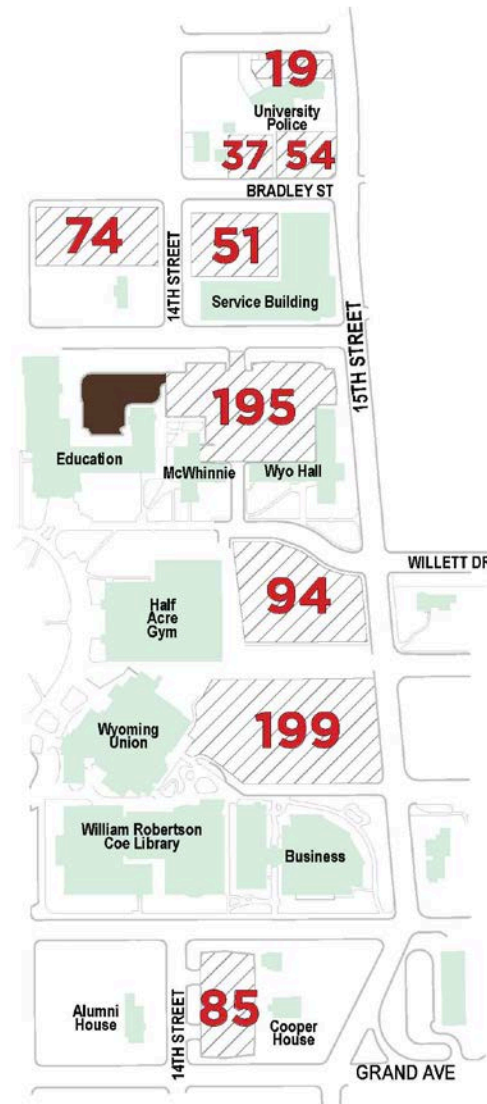 19
University
Police
37
54
BRADLEY ST
74
14TH STREET
51
Service Building
15TH STREET
195
Education
McWhinnie
Wyo Hall
WILLETT DR
94
Half
Acre
Gym
Wyoming
Union
199
William Robertson
Coe Library
Business
Alumni
House
14TH STREET
85
Cooper
House
GRAND AVE